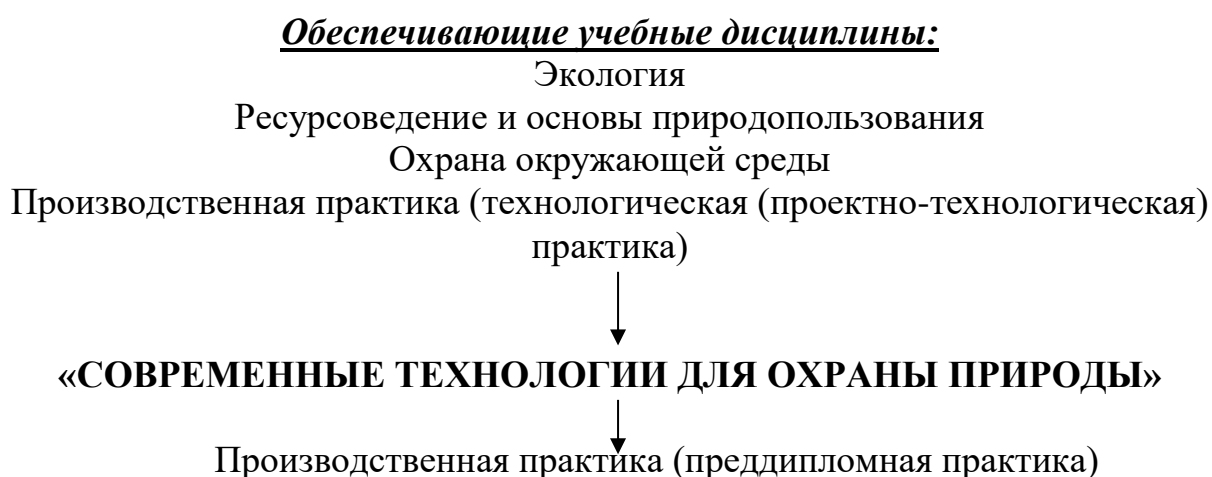 Обеспечивающие учебные дисциплины:
Экология
Ресурсоведение и основы природопользования
Охрана окружающей среды
Производственная практика (технологическая (проектно-технологическая)
практика)
«СОВРЕМЕННЫЕ ТЕХНОЛОГИИ ДЛЯ ОХРАНЫ ПРИРОДЫ»
Производственная практика (преддипломная практика)